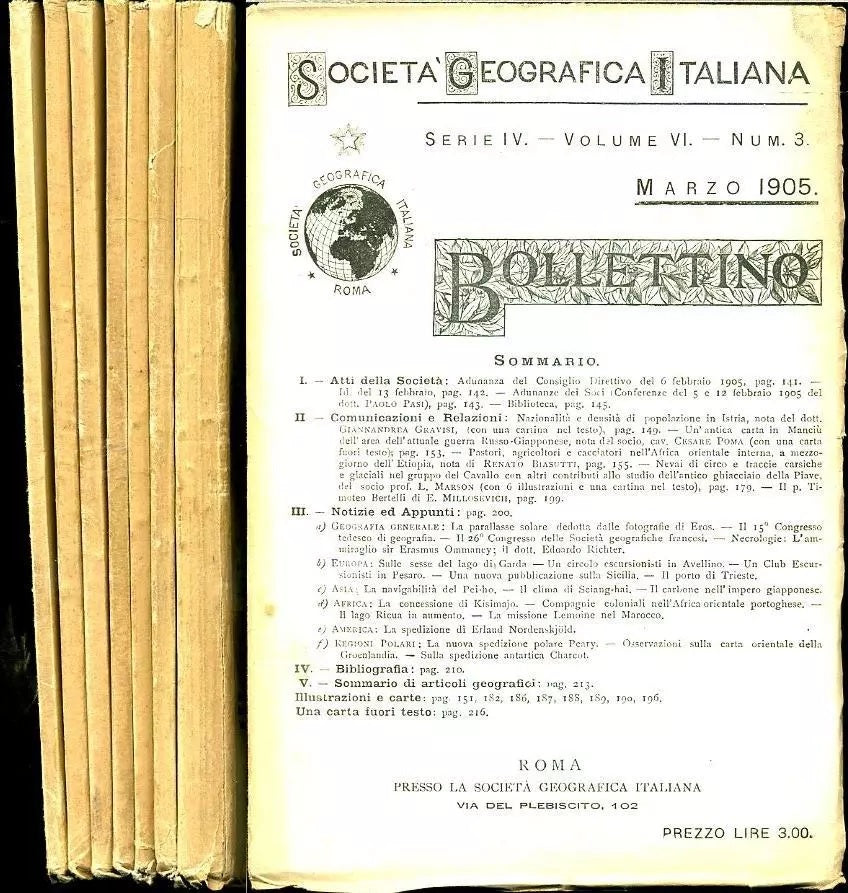 SOCIETA' GEOGRAFICA ITALIANA
SERIE IV. — VOLUME VI. — NUM. 3.
MARZO 1905.
SOCIETA' GEOGRAFICA ITALIANA
ROMA
BOLLETTINO
SOMMARIO.
I. — Atti della Società: Adunanza del Consiglio Direttivo del 6 febbraio 1905, pag. 141. —
Id. del 13 febbraio, pag. 142. — Adunanze dei Soci (Conferenze del 5 e 12 febbraio 1905 del
dott. PAOLO PASI), pag. 143. — Biblioteca, pag. 145.
II — Comunicazioni e Relazioni: Nazionalità e densità di popolazione in Istria, nota del dott.
GIANNANDREA GRAVISI, (con una cartina nel testo), pag. 149. — Un'antica carta in Manciù
dell'area dell'attuale guerra Russo-Giapponese, nota del socio, cav. CESARE POMA (con una carta
fuori testo); pag. 153. — Pastori, agricoltori e cacciatori nell'Africa orientale interna, a mezzo-
giorno dell'Etiopia, nota di RENATO BIASUTTI, pag. 155. — Nevai di circo e traccie carsiche
e glaciali nel gruppo del Cavallo con altri contributi allo studio dell'antico ghiacciaio della Piave,
del socio prof. L. MARSON (con 6 illustrazioni e una cartina nel testo), pag. 179. — Il p. Ti-
moteo Bertelli di E. MILLOSEVICH, pag. 199.
III. — Notizie ed Appunti: pag. 200.
a) GEOGRAFIA GENERALE: La parallasse solare dedotta dalle fotografie di Eros. — Il 15º Congresso
tedesco di geografia. — Il 26º Congresso delle Società geografiche francesi. — Necrologie: L'am-
miraglio sir Erasmus Ommaney; il dott. Edoardo Richter.
b) EUROPA: Sulle sesse del lago di Garda — Un circolo escursionisti in Avellino. — Un Club Escur-
sionisti in Pesaro. — Una nuova pubblicazione sulla Sicilia. — Il porto di Trieste.
c) ASIA: La navigabilità del Pei-ho. — Il clima di Sciang-hai. — Il carbone nell'impero giapponese.
d) AFRICA: La concessione di Kisimajo. — Compagnie coloniali nell'Africa orientale portoghese. —
Il lago Ricua in aumento. — La missione Lemoine nel Marocco.
e) AMERICA: La spedizione di Erland Nordenskjöld.
f) REGIONI POLARI: La nuova spedizione polare Peary. — Osservazioni sulla carta orientale della
Groenlandia. — Sulla spedizione antartica Charcot.
IV. — Bibliografia: pag. 210.
V. — Sommario di articoli geografici: pag. 213.
Illustrazioni e carte: pag. 151, 182, 186, 187, 188, 189, 190, 196.
Una carta fuori testo: pag. 216.
ROMA
PRESSO LA SOCIETÀ GEOGRAFICA ITALIANA
VIA DEL PLEBISCITO, 102
PREZZO LIRE 3.00.